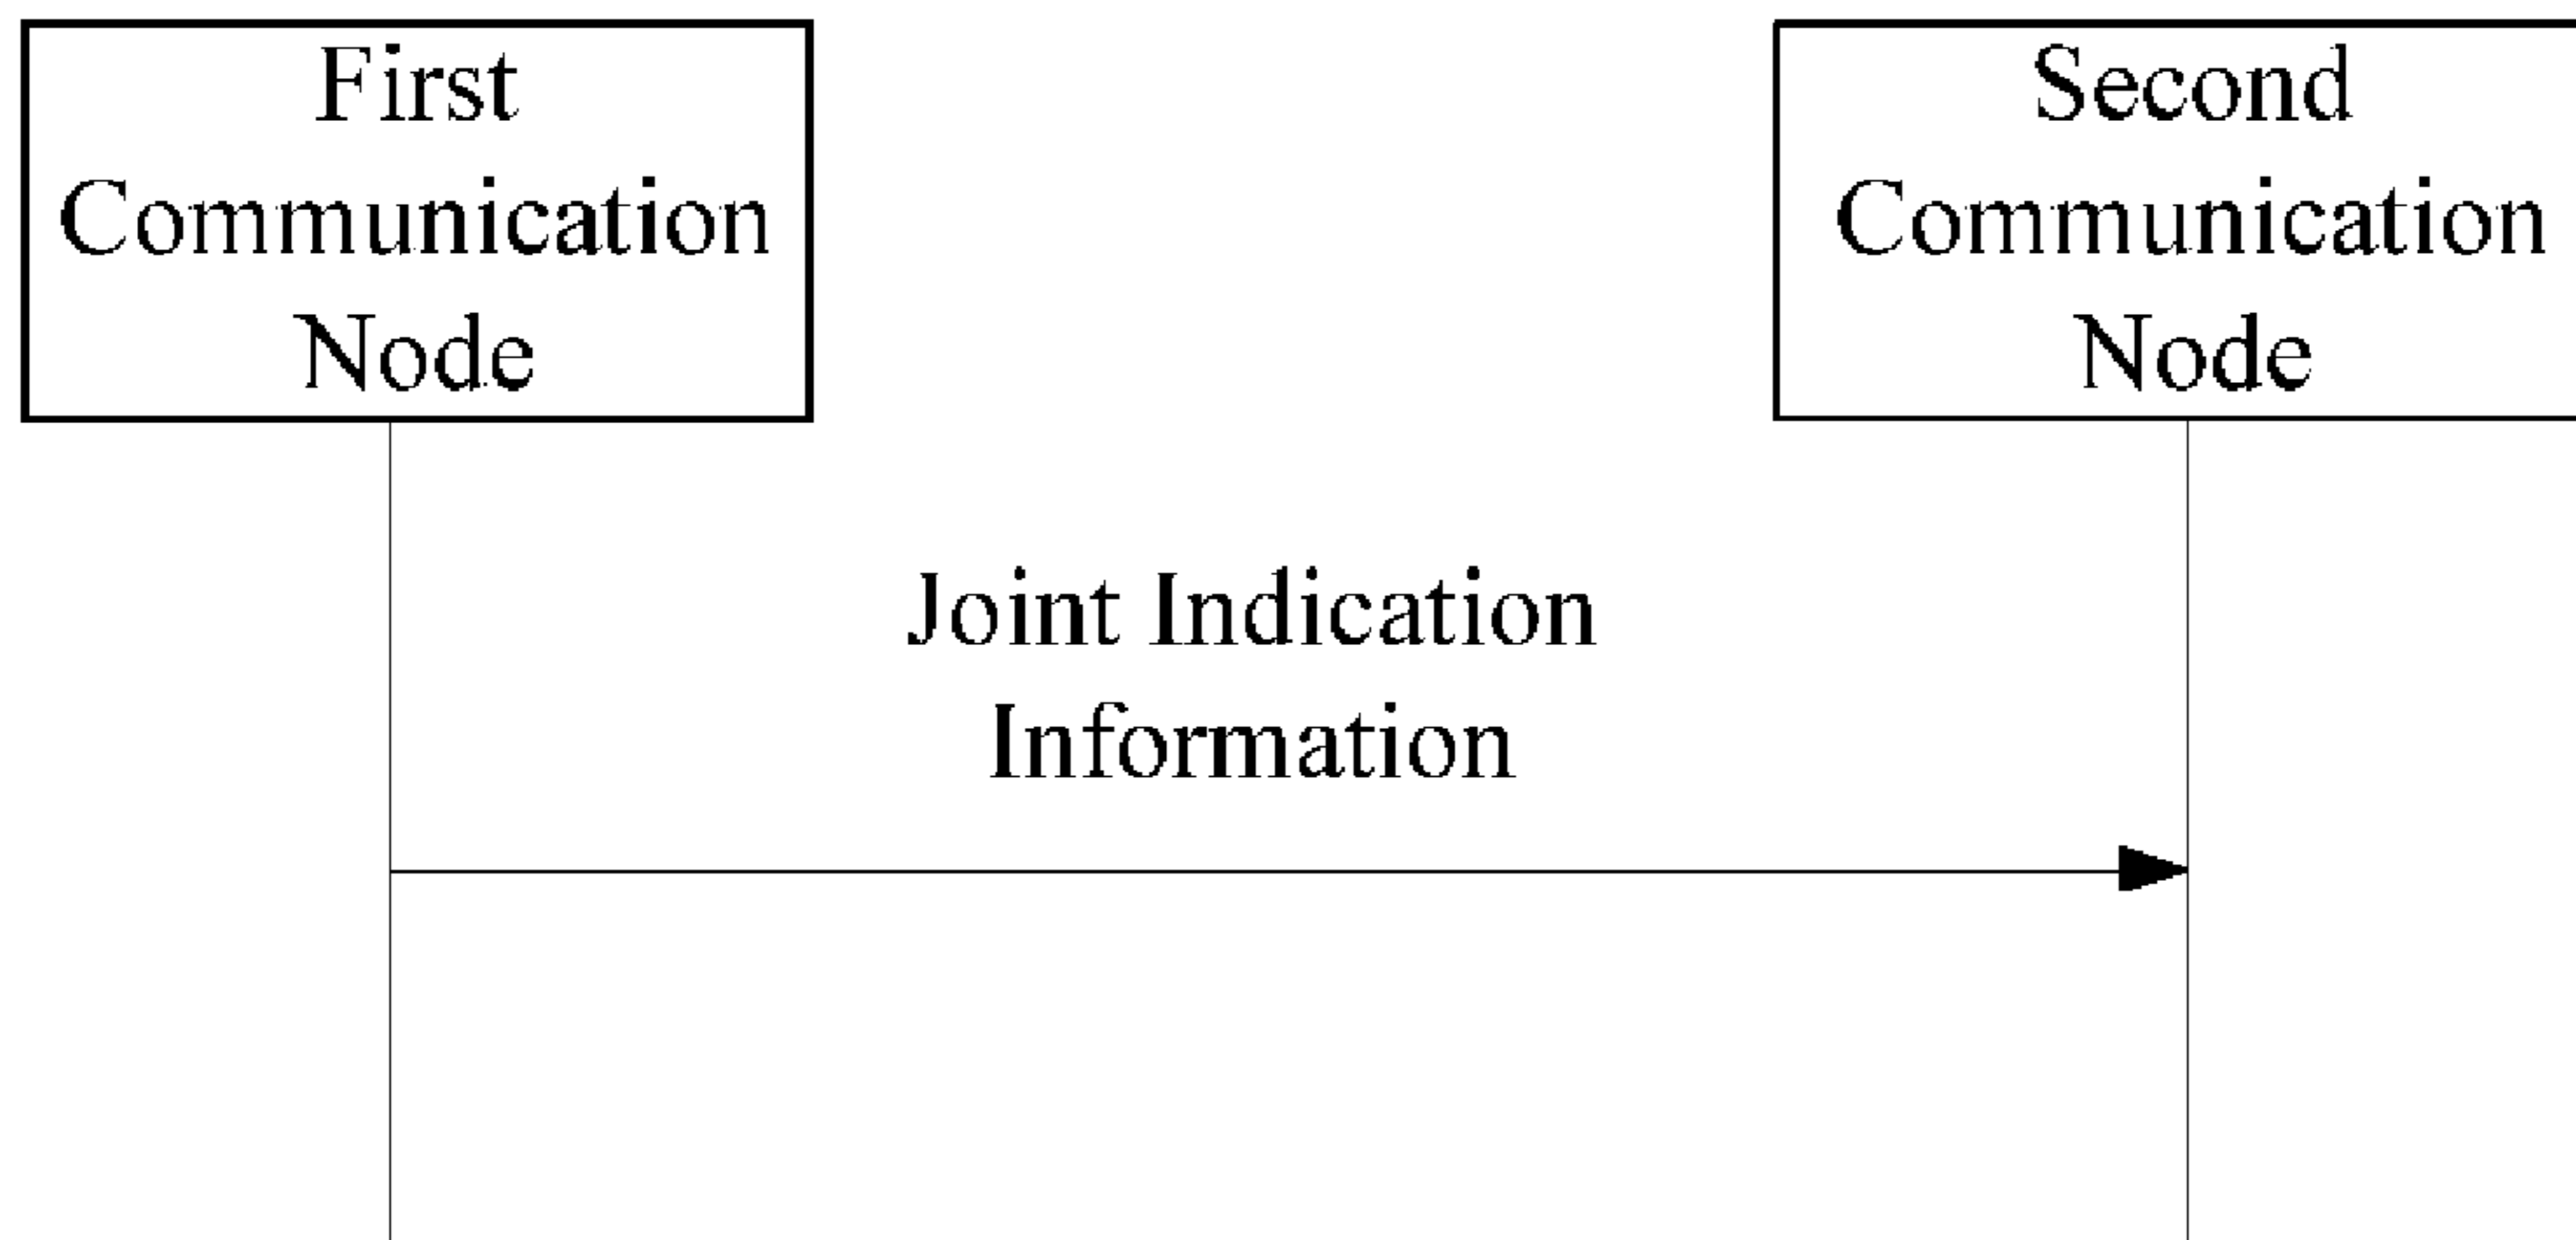 First
Communication
Node
Second
Communication
Node
Joint Indication
Information